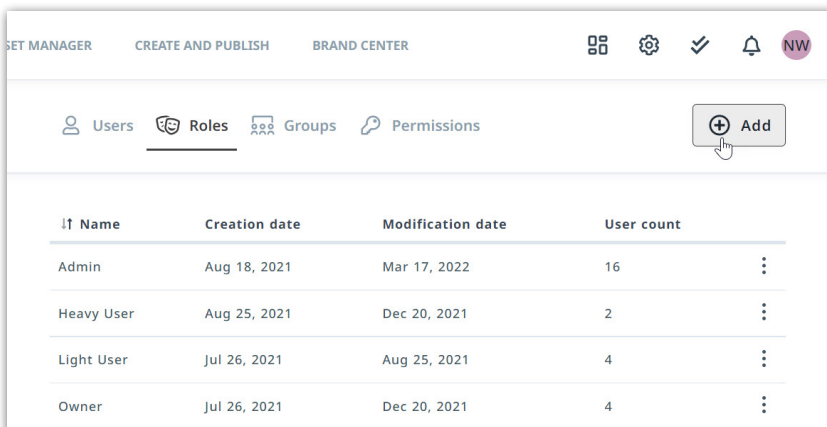 SET MANAGER CREATE AND PUBLISH BRAND CENTER NW
Users Roles Groups Permissions Add
Name Creation date Modification date User count
Admin Aug 18, 2021 Mar 17, 2022 16
Heavy User Aug 25, 2021 Dec 20, 2021 2
Light User Jul 26, 2021 Aug 25, 2021 4
Owner Jul 26, 2021 Dec 20, 2021 4